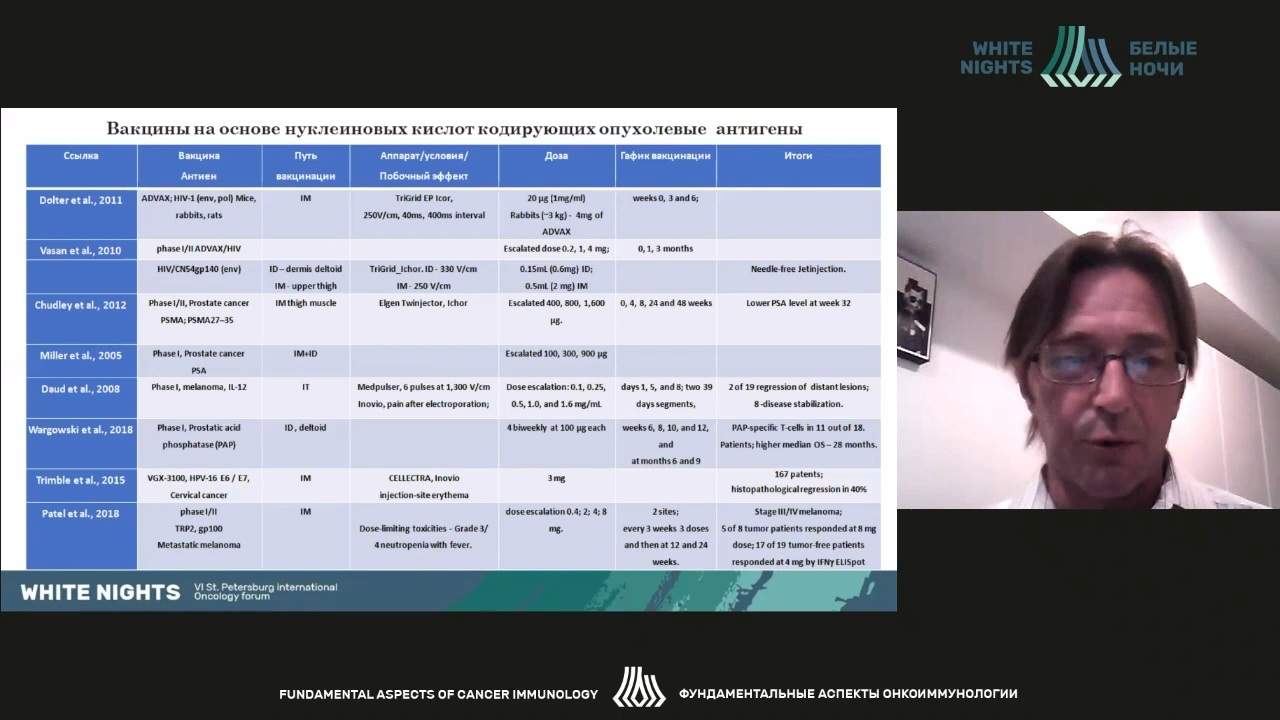 WHITE
NIGHTS
БЕЛЫЕ
НОЧИ
Вакцины на основе нуклеиновых кислот кодирующих опухолевые антигены
Ссылка
Вакцина
Антиен
Путь
вакцинации
Аппарат/условия/
Побочный эффект
Доза
Гафик вакцинации
Итоги
Dolter et al., 2011
ADVAX; HIV-1 (env, pol) Mice,
rabbits, rats
IM
TriGrid EP Icor,
250V/cm, 40ms, 400ms interval
20 µg (1mg/ml)
Rabbits (~3 kg) - 4mg of
ADVAX
weeks 0, 3 and 6;
Vasan et al., 2010
phase I/II ADVAX/HIV
Escalated dose 0.2, 1, 4 mg;
0, 1, 3 months
HIV/CN54gp140 (env)
ID – dermis deltoid
IM - upper thigh
TriGrid_Ichor. ID - 330 V/cm
IM - 250 V/cm
0.15mL (0.6mg) ID;
0.5mL (2 mg) IM
Needle-free Jetinjection.
Chudley et al., 2012
Phase I/II, Prostate cancer
PSMA; PSMA27–35
IM thigh muscle
Elgen Twinjector, Ichor
Escalated 400, 800, 1,600
µg.
0, 4, 8, 24 and 48 weeks
Lower PSA level at week 32
Miller et al., 2005
Phase I, Prostate cancer
PSA
IM+ID
Escalated 100, 300, 900 µg
Daud et al., 2008
Phase I, melanoma, IL-12
IT
Medpulser, 6 pulses at 1,300 V/cm
Inovio, pain after electroporation;
Dose escalation: 0.1, 0.25,
0.5, 1.0, and 1.6 mg/mL
days 1, 5, and 8; two 39
days segments,
2 of 19 regression of distant lesions;
8 -disease stabilization.
Wargowski et al., 2018
Phase I, Prostatic acid
phosphatase (PAP)
ID, deltoid
4 biweekly at 100 µg each
weeks 6, 8, 10, and 12,
and
at months 6 and 9
PAP-specific T-cells in 11 out of 18.
Patients; higher median OS – 28 months.
Trimble et al., 2015
VGX-3100, HPV-16 E6 / E7,
Cervical cancer
IM
CELLECTRA, Inovio
injection-site erythema
3 mg
167 patents;
histopathological regression in 40%
Patel et al., 2018
phase I/II
TRP2, gp100
Metastatic melanoma
IM
Dose-limiting toxicities - Grade 3/
4 neutropenia with fever.
dose escalation 0.4; 2; 4; 8
mg.
2 sites;
every 3 weeks 3 doses
and then at 12 and 24
weeks.
Stage III/IV melanoma;
5 of 8 tumor patients responded at 8 mg
dose; 17 of 19 tumor-free patients
responded at 4 mg by IFNγ ELISpot
WHITE NIGHTS
VI St. Petersburg International
Oncology forum
FUNDAMENTAL ASPECTS OF CANCER IMMUNOLOGY
ФУНДАМЕНТАЛЬНЫЕ АСПЕКТЫ ОНКОИММУНОЛОГИИ